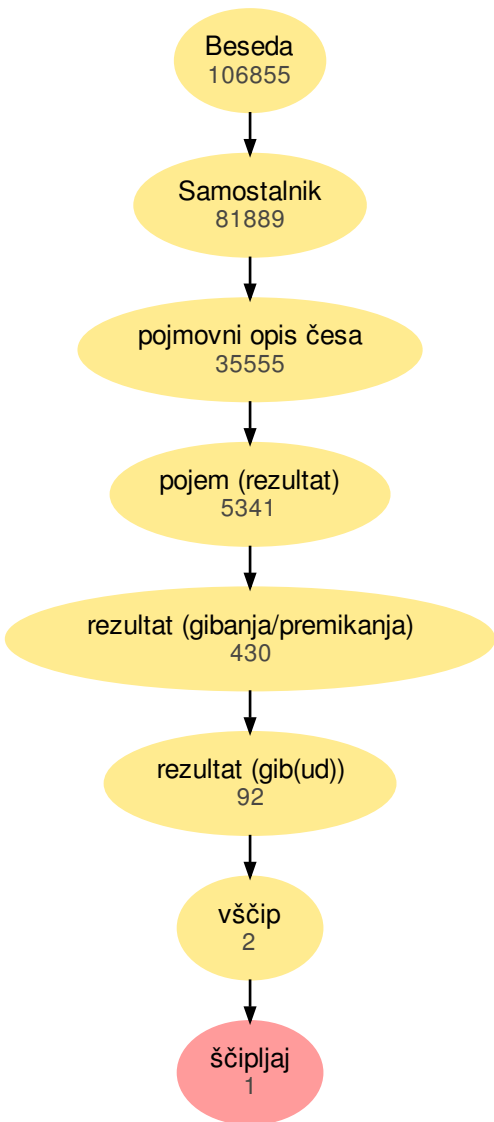 Beseda
106855
Samostalnik
81889
pojmovni opis česa
35555
pojem (rezultat)
5341
rezultat (gibanja/premikanja)
430
rezultat (gib(ud))
92
vščip
2
ščipljaj
1